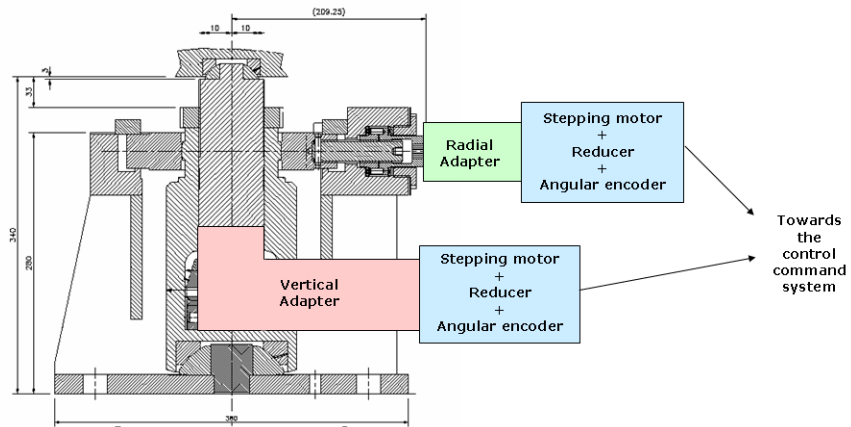 (209.25)
10
10
3
33
340
280
Radial
Adapter
Stepping motor
+
Reducer
+
Angular encoder
Towards
the
control
command
system
Vertical
Adapter
Stepping motor
+
Reducer
+
Angular encoder
380